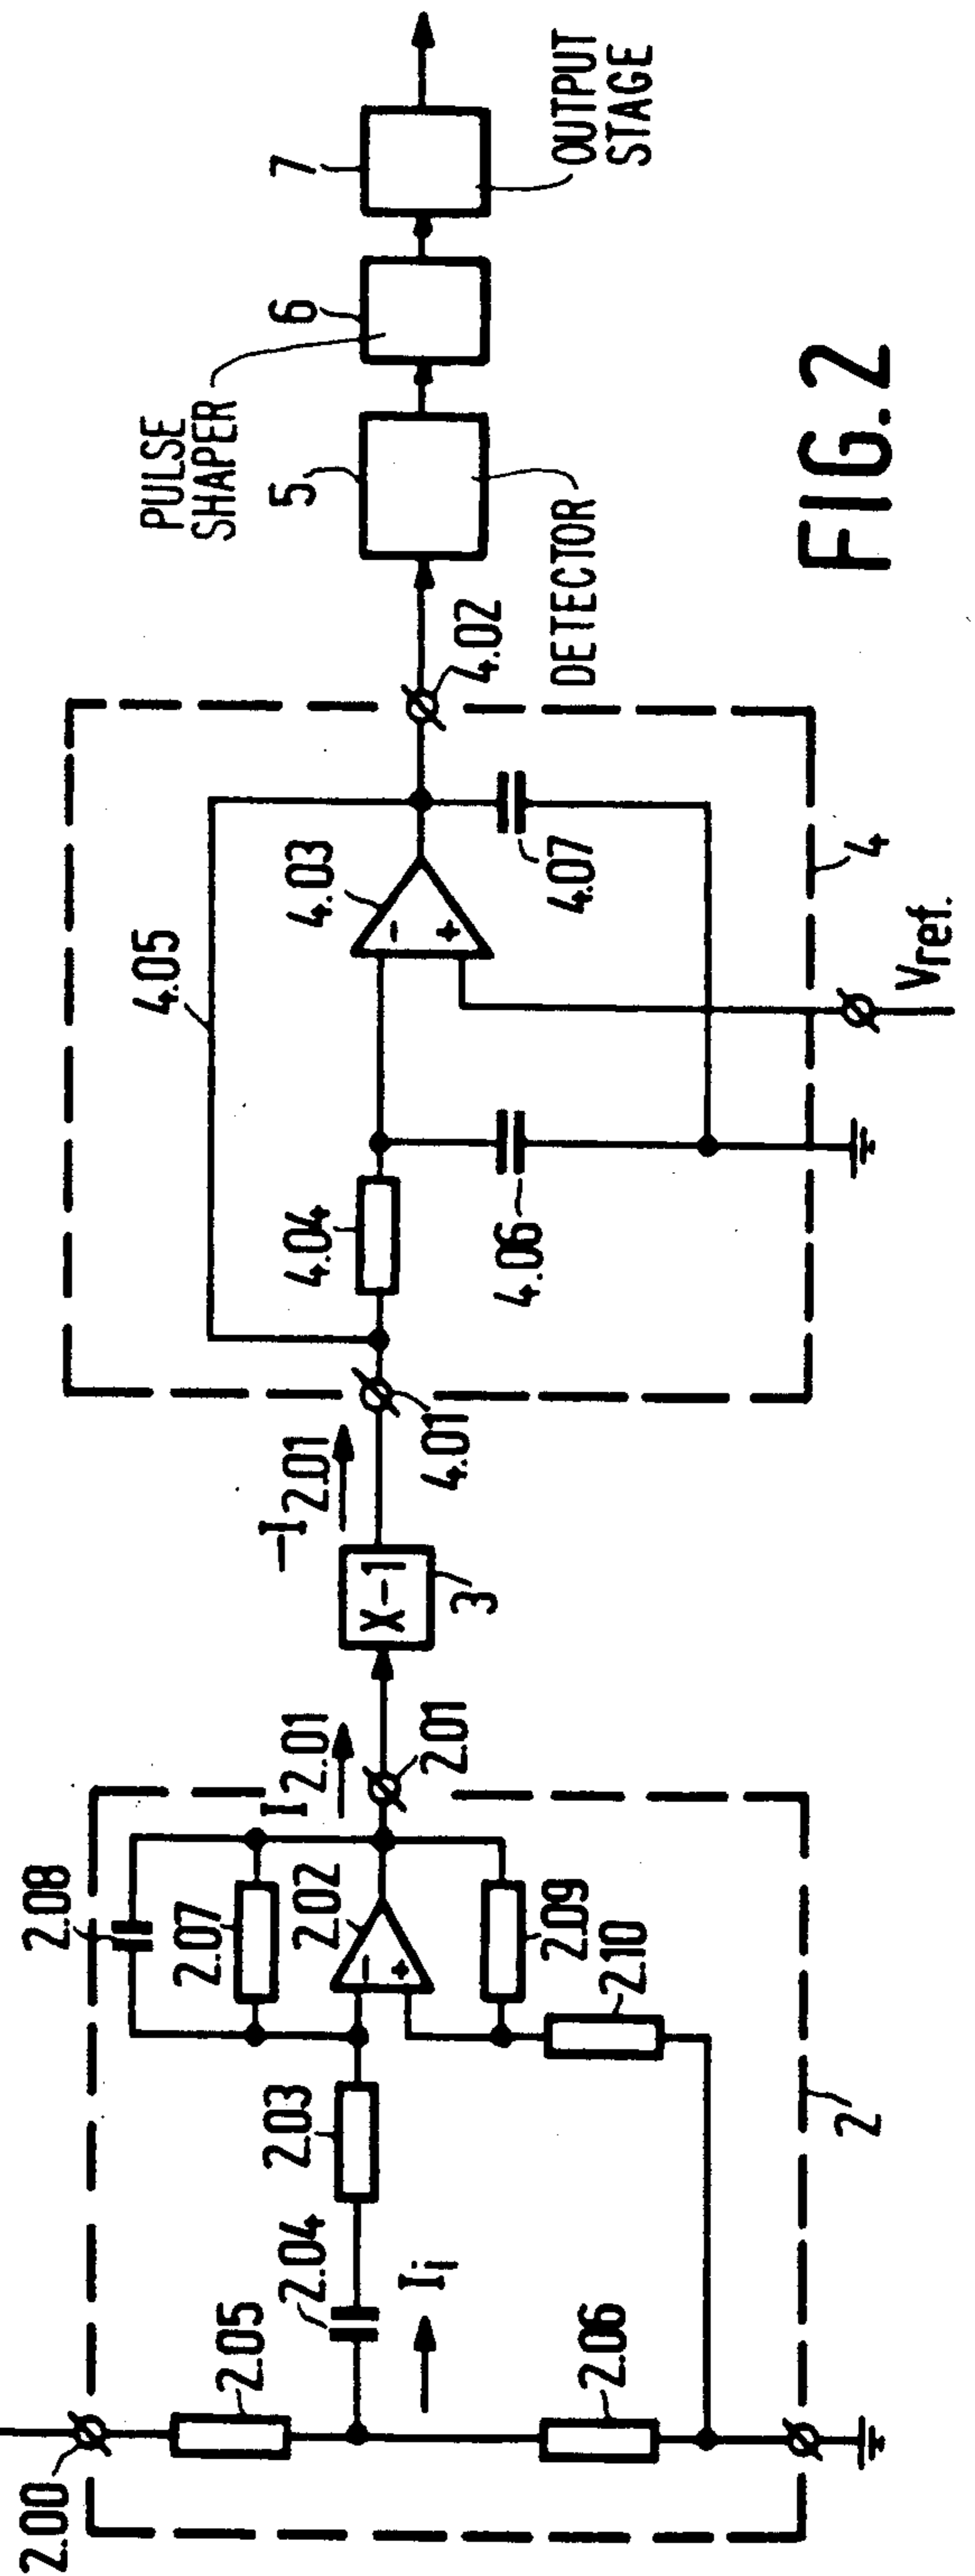 2.00
2.05
2.06
2.04
Ii
2.03
2.08
2.07
2.02
−
+
2.09
2.10
2
I2.01
2.01
X-1
3
-I2.01
4.01
4.04
4.06
4.05
4.03
−
+
4.07
4
Vref.
4.02
5
DETECTOR
PULSE
SHAPER
6
7
OUTPUT
STAGE
FIG. 2